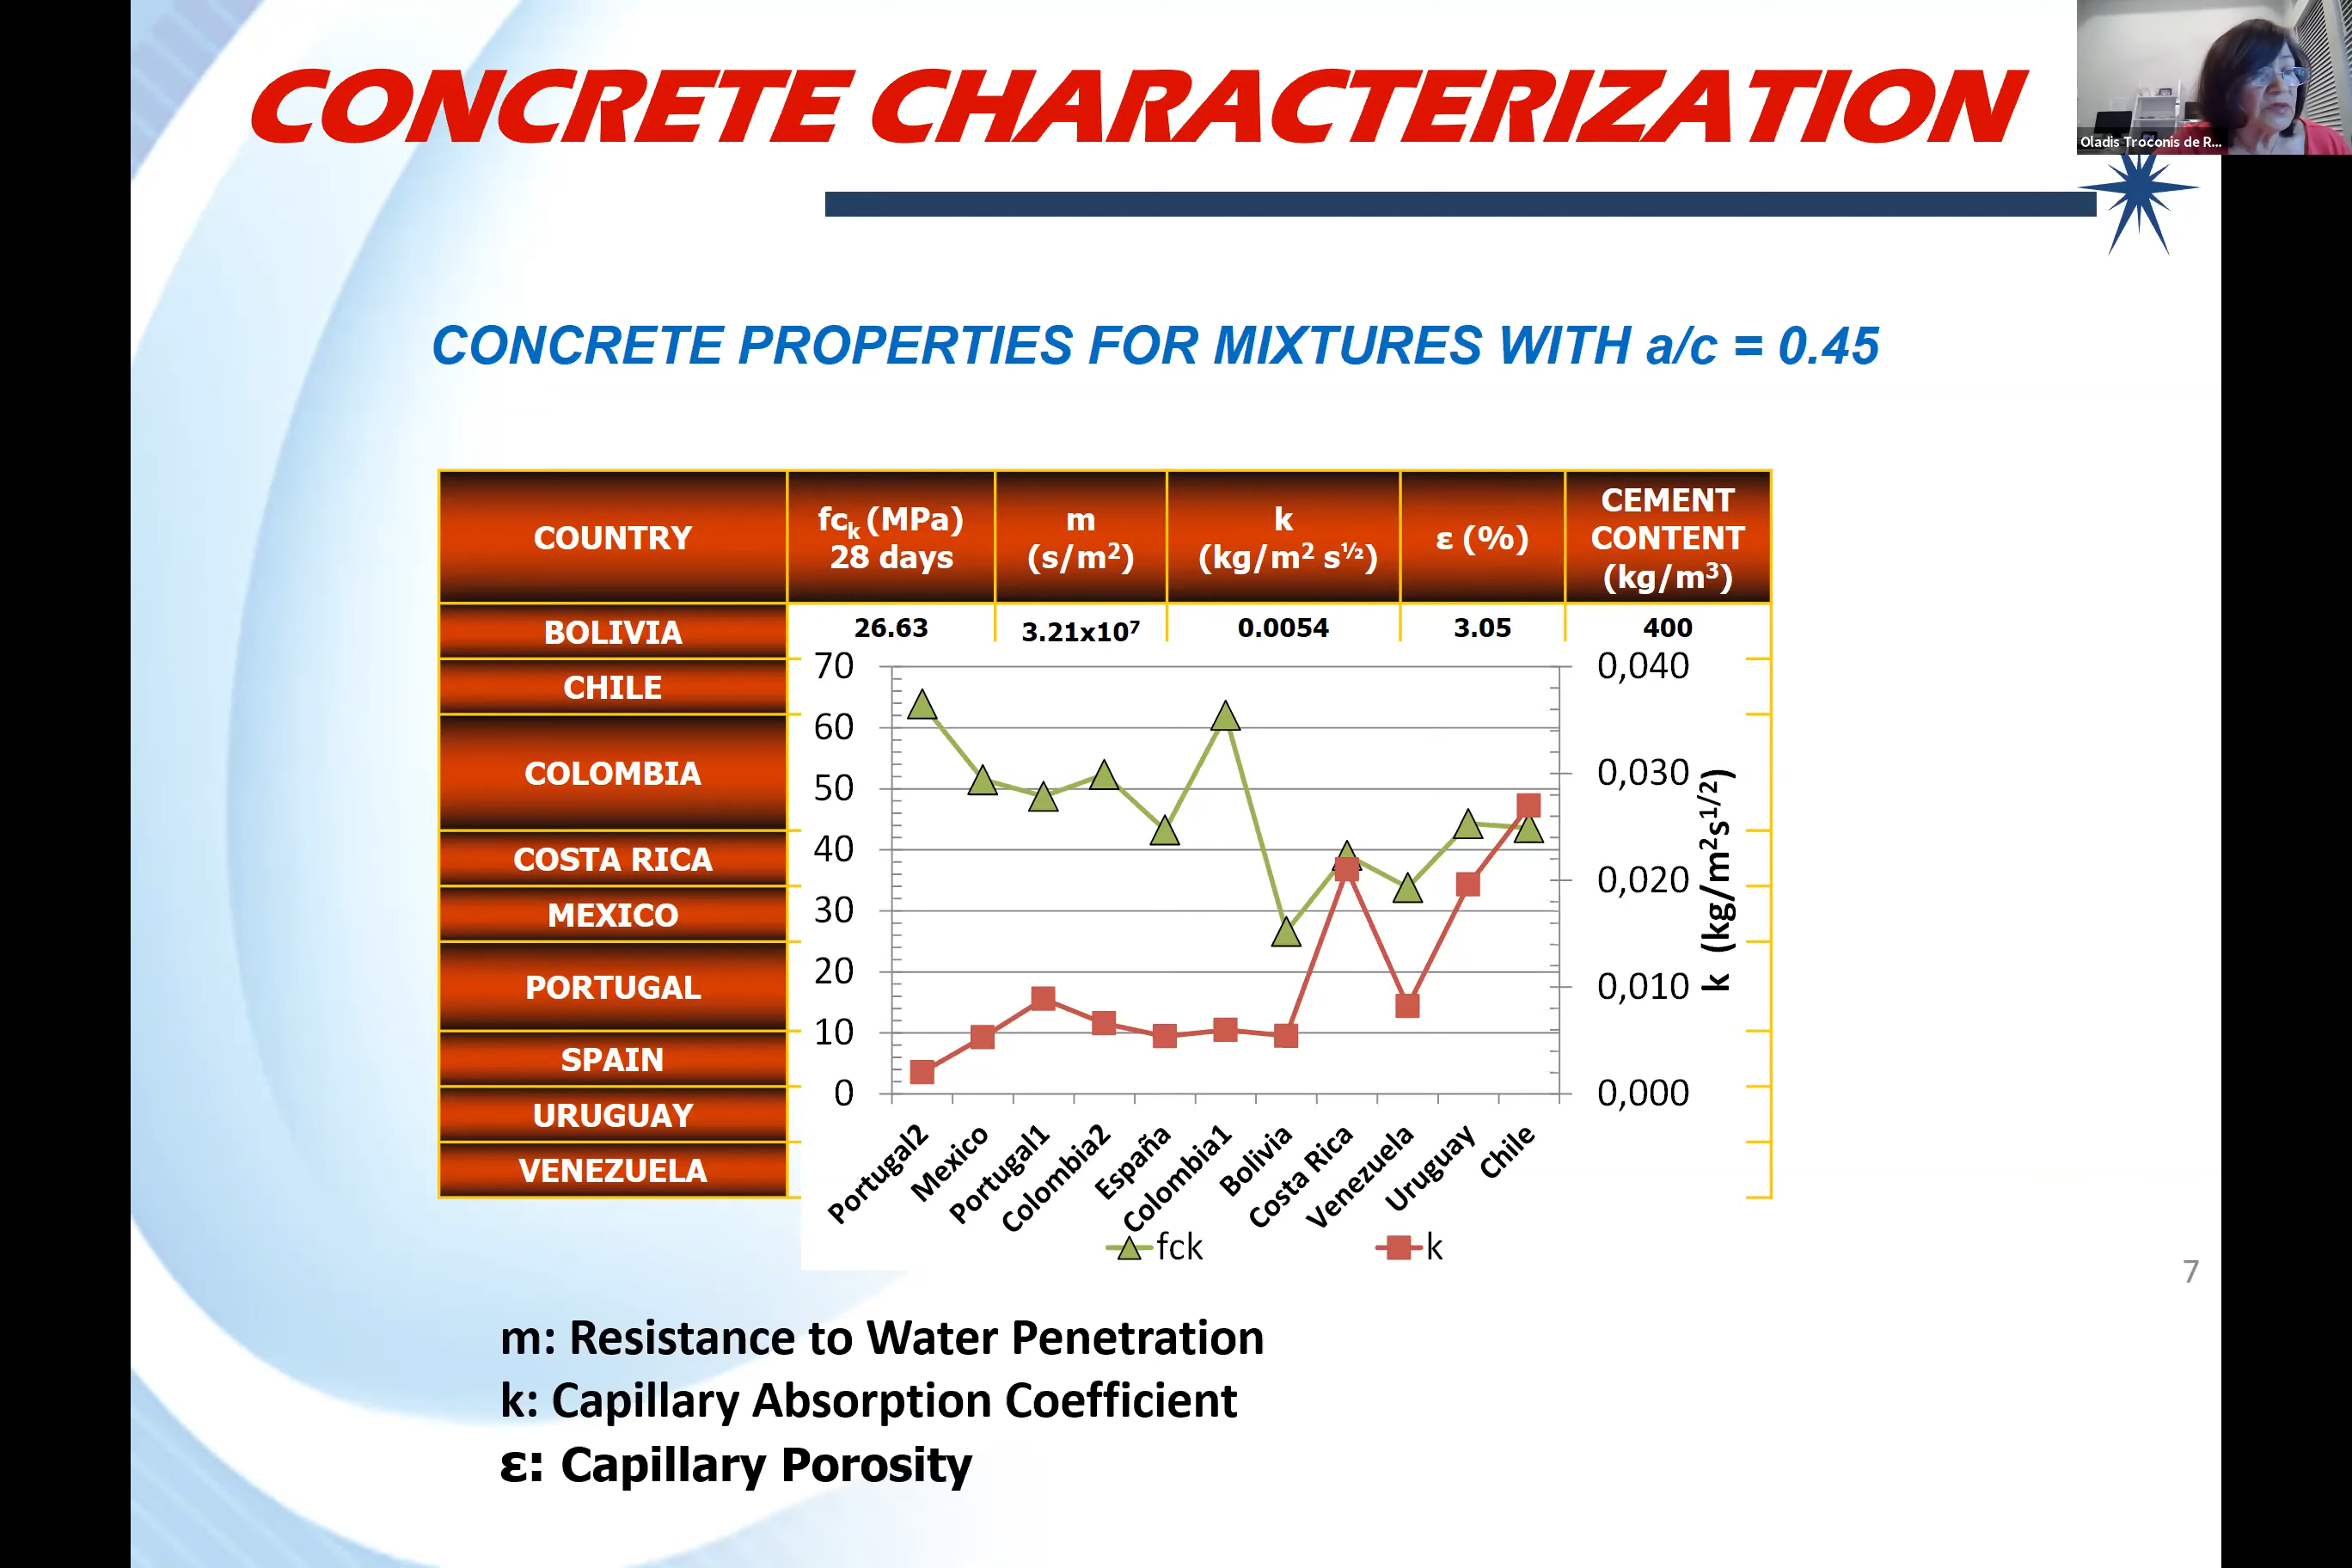 CONCRETE CHARACTERIZATION
Oladis Troconis de R...
CONCRETE PROPERTIES FOR MIXTURES WITH a/c = 0.45
COUNTRY
fcₖ (MPa)
28 days
m
(s/m²)
k
(kg/m² s½)
ε (%)
CEMENT
CONTENT
(kg/m³)
BOLIVIA 26.63 3.21x10⁷ 0.0054 3.05 400
CHILE
COLOMBIA
COSTA RICA
MEXICO
PORTUGAL
SPAIN
URUGUAY
VENEZUELA
70
60
50
40
30
20
10
0
0,040
0,030
0,020
0,010
0,000
k (kg/m²s¹/²)
Portugal2
Mexico
Portugal1
Colombia2
España
Colombia1
Bolivia
Costa Rica
Venezuela
Uruguay
Chile
fck
k
7
m: Resistance to Water Penetration
k: Capillary Absorption Coefficient
ε: Capillary Porosity